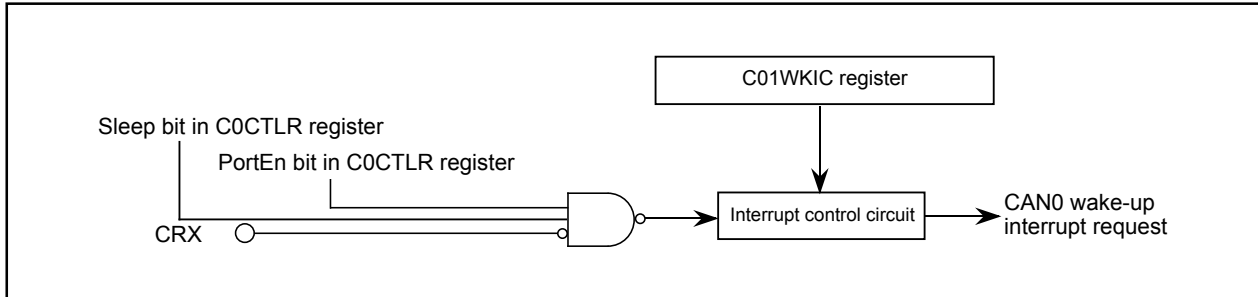 C01WKIC register
Sleep bit in C0CTLR register
PortEn bit in C0CTLR register
CRX
Interrupt control circuit
CAN0 wake-up
interrupt request